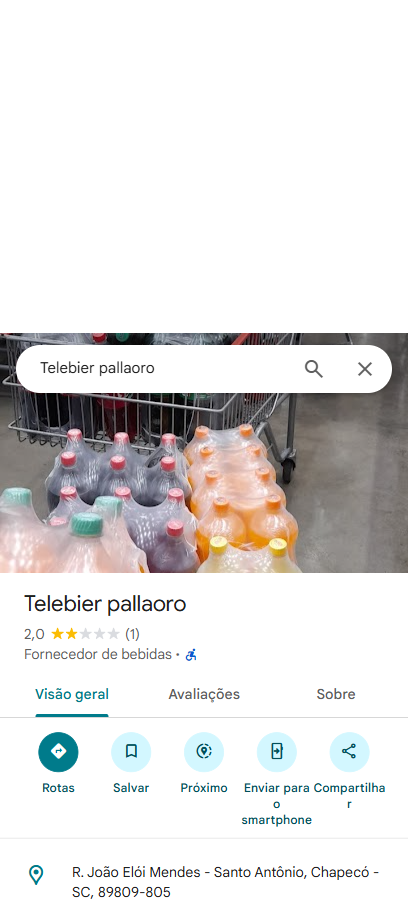 Telebier pallaoro
Telebier pallaoro
2,0 (1)
Fornecedor de bebidas ·
Visão geral
Avaliações
Sobre
Rotas
Salvar
Próximo
Enviar para
o
smartphone
Compartilha
r
R. João Elói Mendes - Santo Antônio, Chapecó -
SC, 89809-805